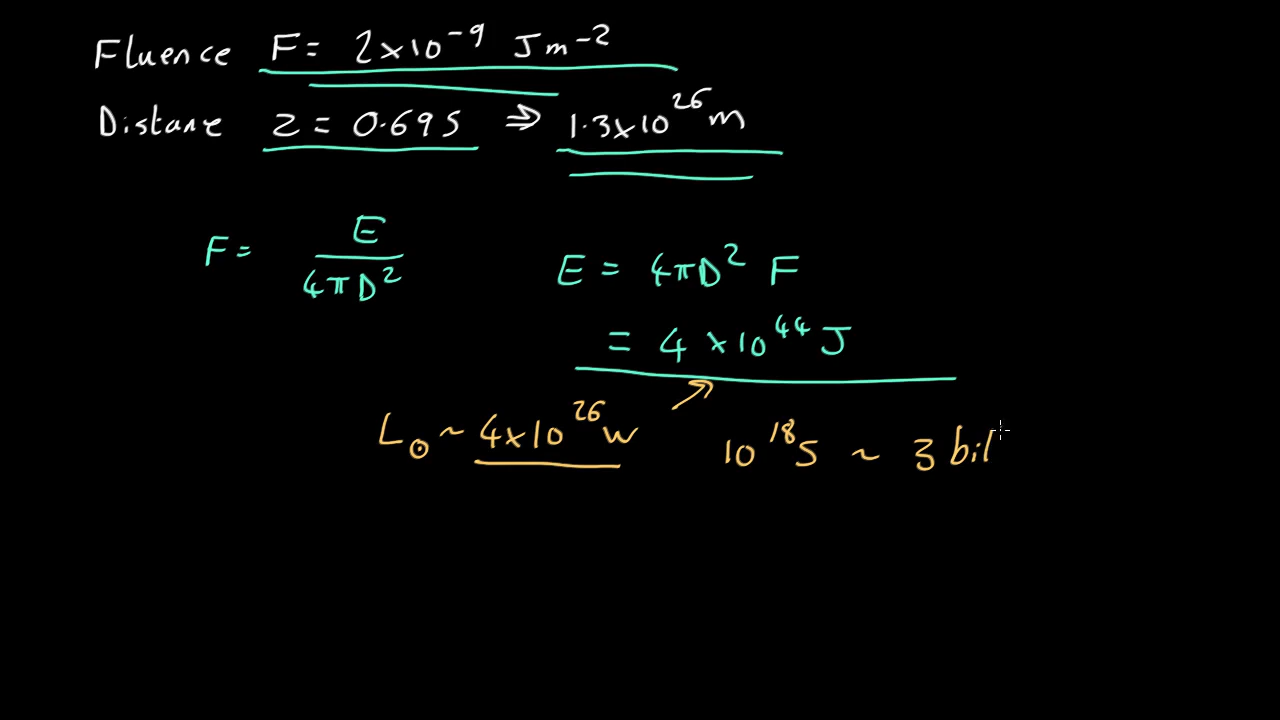 Fluence F = 2×10⁻⁹ Jm⁻²
Distane z = 0.695 ⇒ 1.3×10²⁶ m
F = E / 4πD²
E = 4πD² F
= 4 × 10⁴⁴ J
L⊙ ~ 4×10²⁶ W → 10¹⁸ S ~ 3 bil